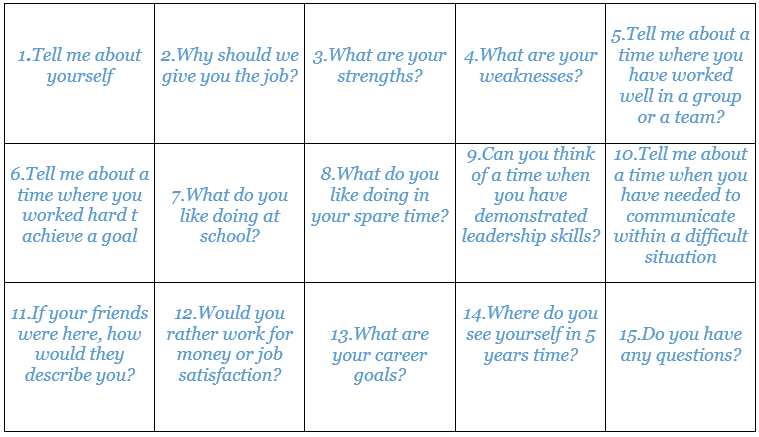 1.Tell me about
yourself
2.Why should we
give you the job?
3.What are your
strengths?
4.What are your
weaknesses?
5.Tell me about a
time where you
have worked
well in a group
or a team?
6.Tell me about a
time where you
worked hard t
achieve a goal
7.What do you
like doing at
school?
8.What do you
like doing in
your spare time?
9.Can you think
of a time when
you have
demonstrated
leadership skills?
10.Tell me about
a time when you
have needed to
communicate
within a difficult
situation
11.If your friends
were here, how
would they
describe you?
12.Would you
rather work for
money or job
satisfaction?
13.What are
your career
goals?
14.Where do you
see yourself in 5
years time?
15.Do you have
any questions?